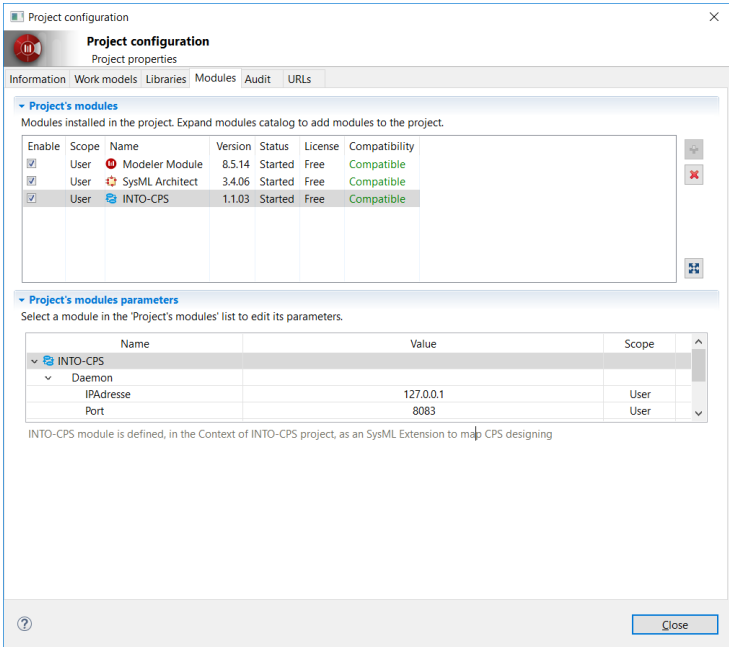 Project configuration
Project configuration
Project properties
Information Work models Libraries Modules Audit URLs
Project's modules
Modules installed in the project. Expand modules catalog to add modules to the project.
Enable Scope Name Version Status License Compatibility
User Modeler Module 8.5.14 Started Free Compatible
User SysML Architect 3.4.06 Started Free Compatible
User INTO-CPS 1.1.03 Started Free Compatible
Project's modules parameters
Select a module in the 'Project's modules' list to edit its parameters.
Name Value Scope
INTO-CPS
Daemon
IPAdresse 127.0.0.1 User
Port 8083 User
INTO-CPS module is defined, in the Context of INTO-CPS project, as an SysML Extension to map CPS designing
Close